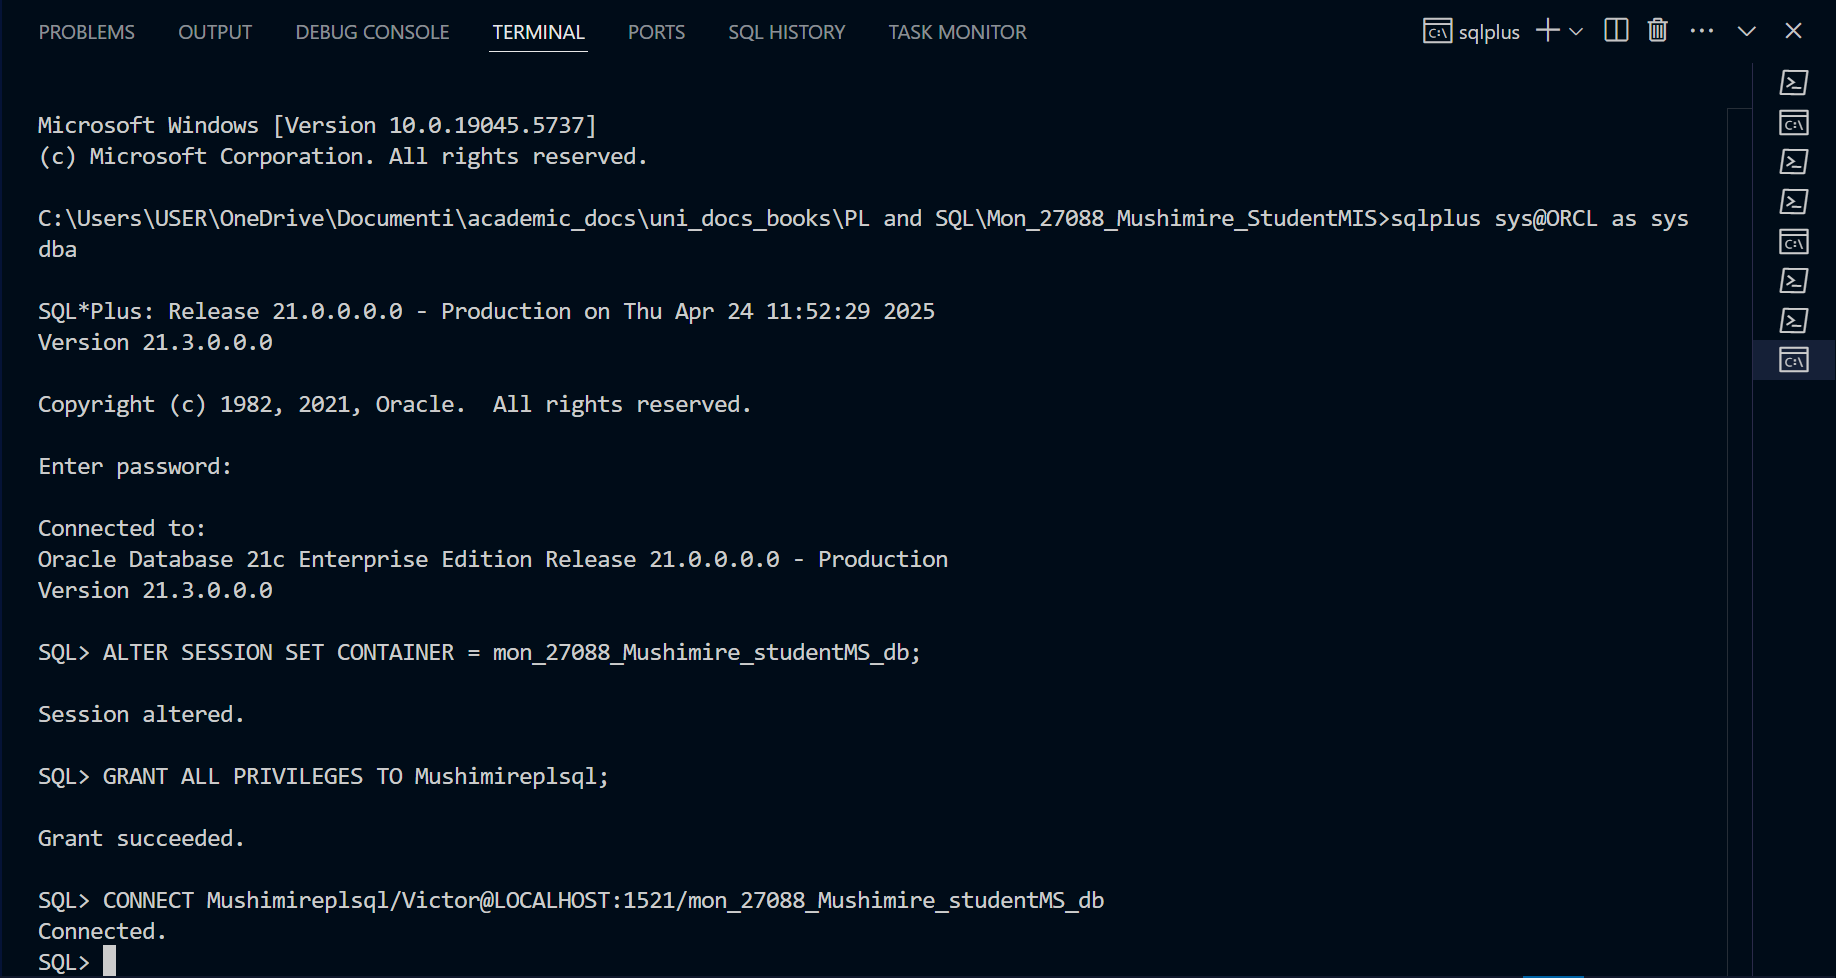 PROBLEMS OUTPUT DEBUG CONSOLE TERMINAL PORTS SQL HISTORY TASK MONITOR sqlplus
Microsoft Windows [Version 10.0.19045.5737]
(c) Microsoft Corporation. All rights reserved.
C:\Users\USER\OneDrive\Documenti\academic_docs\uni_docs_books\PL and SQL\Mon_27088_Mushimire_StudentMIS>sqlplus sys@ORCL as sys
dba
SQL*Plus: Release 21.0.0.0.0 - Production on Thu Apr 24 11:52:29 2025
Version 21.3.0.0.0
Copyright (c) 1982, 2021, Oracle.  All rights reserved.
Enter password:
Connected to:
Oracle Database 21c Enterprise Edition Release 21.0.0.0.0 - Production
Version 21.3.0.0.0
SQL> ALTER SESSION SET CONTAINER = mon_27088_Mushimire_studentMS_db;
Session altered.
SQL> GRANT ALL PRIVILEGES TO Mushimireplsql;
Grant succeeded.
SQL> CONNECT Mushimireplsql/Victor@LOCALHOST:1521/mon_27088_Mushimire_studentMS_db
Connected.
SQL>